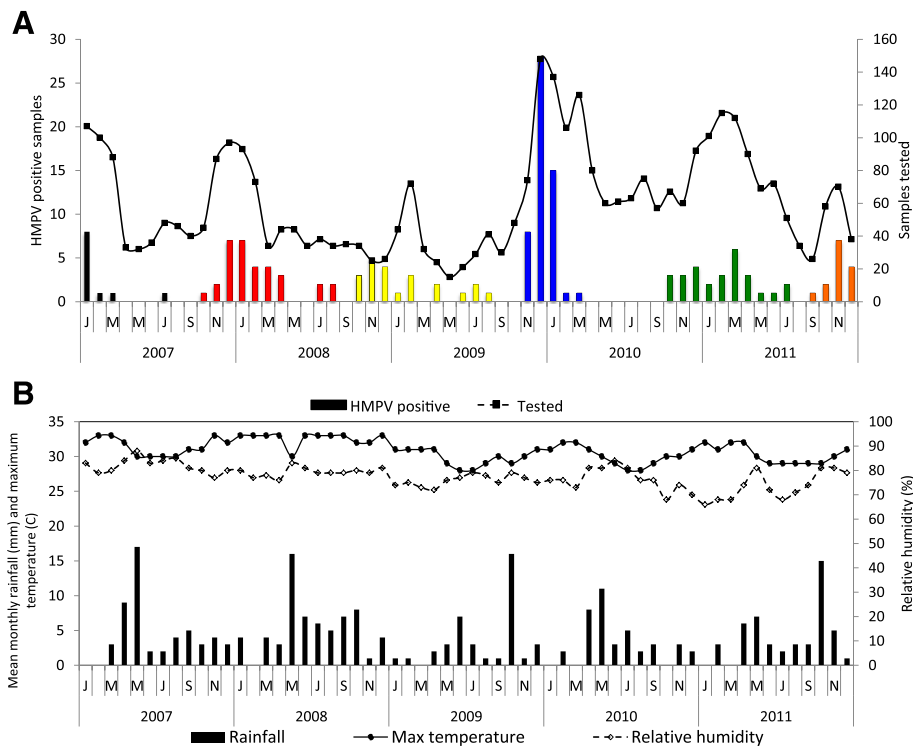 A
HMPV positive samples
30
25
20
15
10
5
0
160
140
120
100
80
60
40
20
0
Samples tested
J M M J S N J M M J S N J M M J S N J M M J S N J M M J S N
2007 2008 2009 2010 2011
HMPV positive Tested
B
Mean monthly rainfall (mm) and maximum
temperature (C)
35
30
25
20
15
10
5
0
100
90
80
70
60
50
40
30
20
10
0
Relative humidity (%)
J M M J S N J M M J S N J M M J S N J M M J S N J M M J S N
2007 2008 2009 2010 2011
Rainfall Max temperature Relative humidity